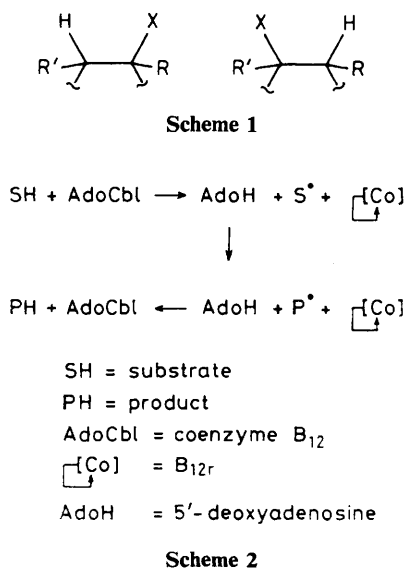 H X X H
R' R R' R
Scheme 1
SH + AdoCbl → AdoH + S• + [Co]
↓
PH + AdoCbl ← AdoH + P• + [Co]
SH = substrate
PH = product
AdoCbl = coenzyme B12
[Co] = B12r
AdoH = 5'-deoxyadenosine
Scheme 2